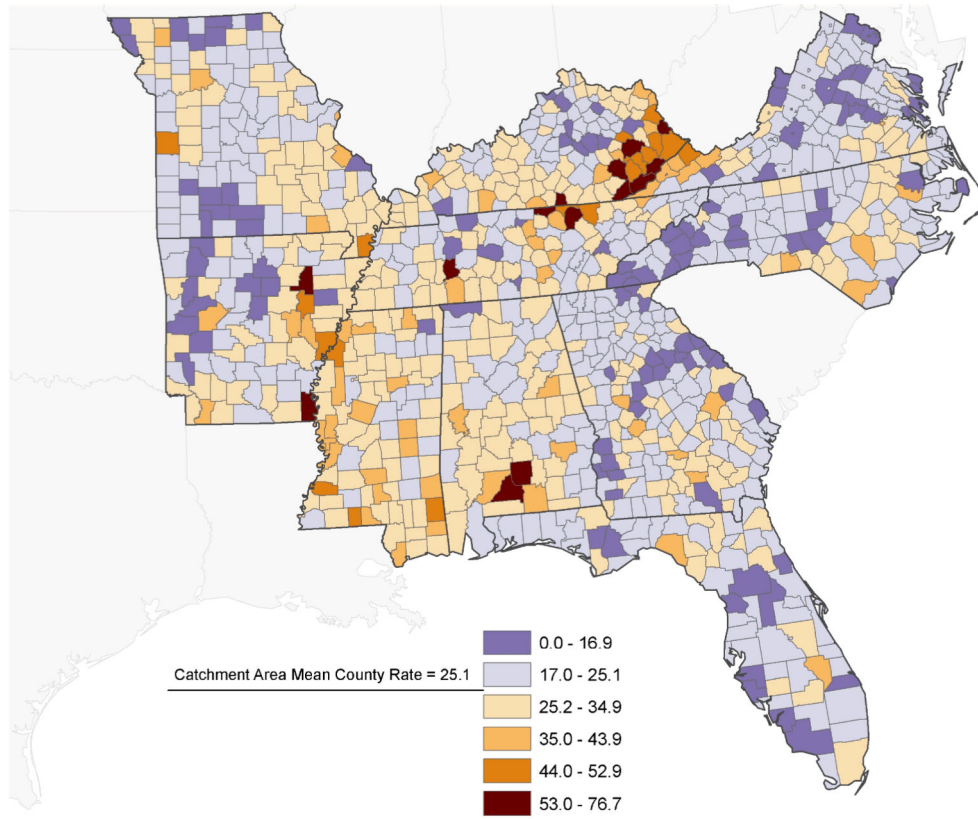 0.0 - 16.9
Catchment Area Mean County Rate = 25.1
17.0 - 25.1
25.2 - 34.9
35.0 - 43.9
44.0 - 52.9
53.0 - 76.7